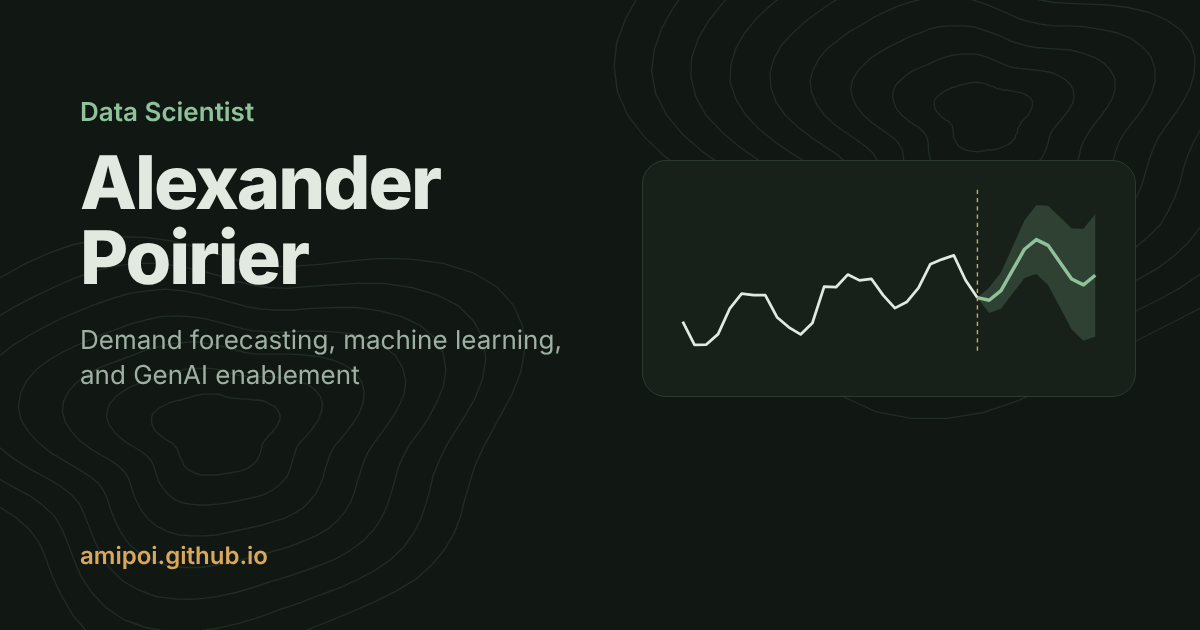 Data Scientist
Alexander
Poirier
Demand forecasting, machine learning,
and GenAI enablement
amipoi.github.io